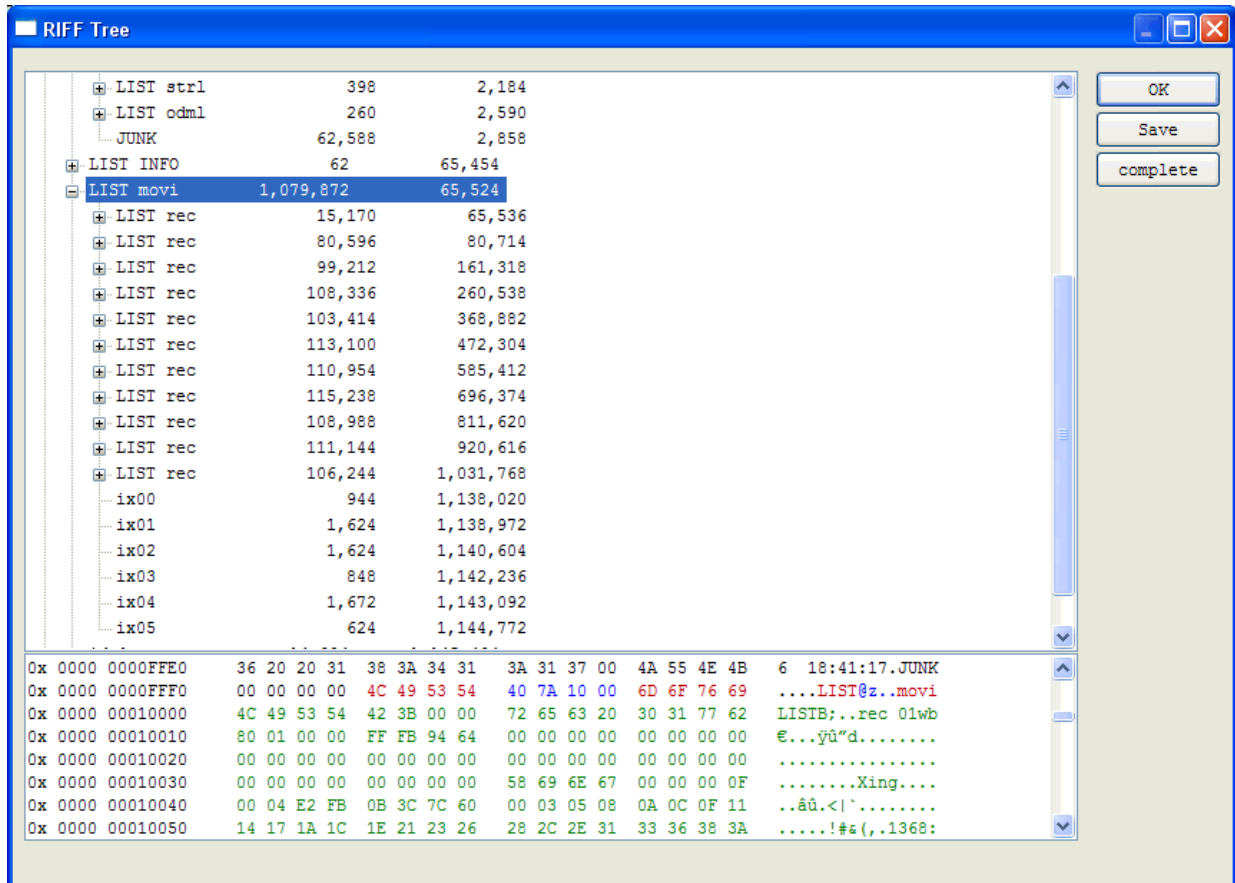 RIFF Tree
LIST strl 398 2,184
LIST odml 260 2,590
JUNK 62,588 2,858
LIST INFO 62 65,454
LIST movi 1,079,872 65,524
LIST rec 15,170 65,536
LIST rec 80,596 80,714
LIST rec 99,212 161,318
LIST rec 108,336 260,538
LIST rec 103,414 368,882
LIST rec 113,100 472,304
LIST rec 110,954 585,412
LIST rec 115,238 696,374
LIST rec 108,988 811,620
LIST rec 111,144 920,616
LIST rec 106,244 1,031,768
ix00 944 1,138,020
ix01 1,624 1,138,972
ix02 1,624 1,140,604
ix03 848 1,142,236
ix04 1,672 1,143,092
ix05 624 1,144,772
OK
Save
complete
0x 0000 0000FFE0 36 20 20 31 38 3A 34 31 3A 31 37 00 4A 55 4E 4B 6  18:41:17.JUNK
0x 0000 0000FFF0 00 00 00 00 4C 49 53 54 40 7A 10 00 6D 6F 76 69 ....LIST@z..movi
0x 0000 00010000 4C 49 53 54 42 3B 00 00 72 65 63 20 30 31 77 62 LISTB;..rec 01wb
0x 0000 00010010 80 01 00 00 FF FB 94 64 00 00 00 00 00 00 00 00 €...ÿû”d........
0x 0000 00010020 00 00 00 00 00 00 00 00 00 00 00 00 00 00 00 00 ................
0x 0000 00010030 00 00 00 00 00 00 00 00 58 69 6E 67 00 00 00 0F ........Xing....
0x 0000 00010040 00 04 E2 FB 0B 3C 7C 60 00 03 05 08 0A 0C 0F 11 ..âû.<|`........
0x 0000 00010050 14 17 1A 1C 1E 21 23 26 28 2C 2E 31 33 36 38 3A .....!#&(,.1368: